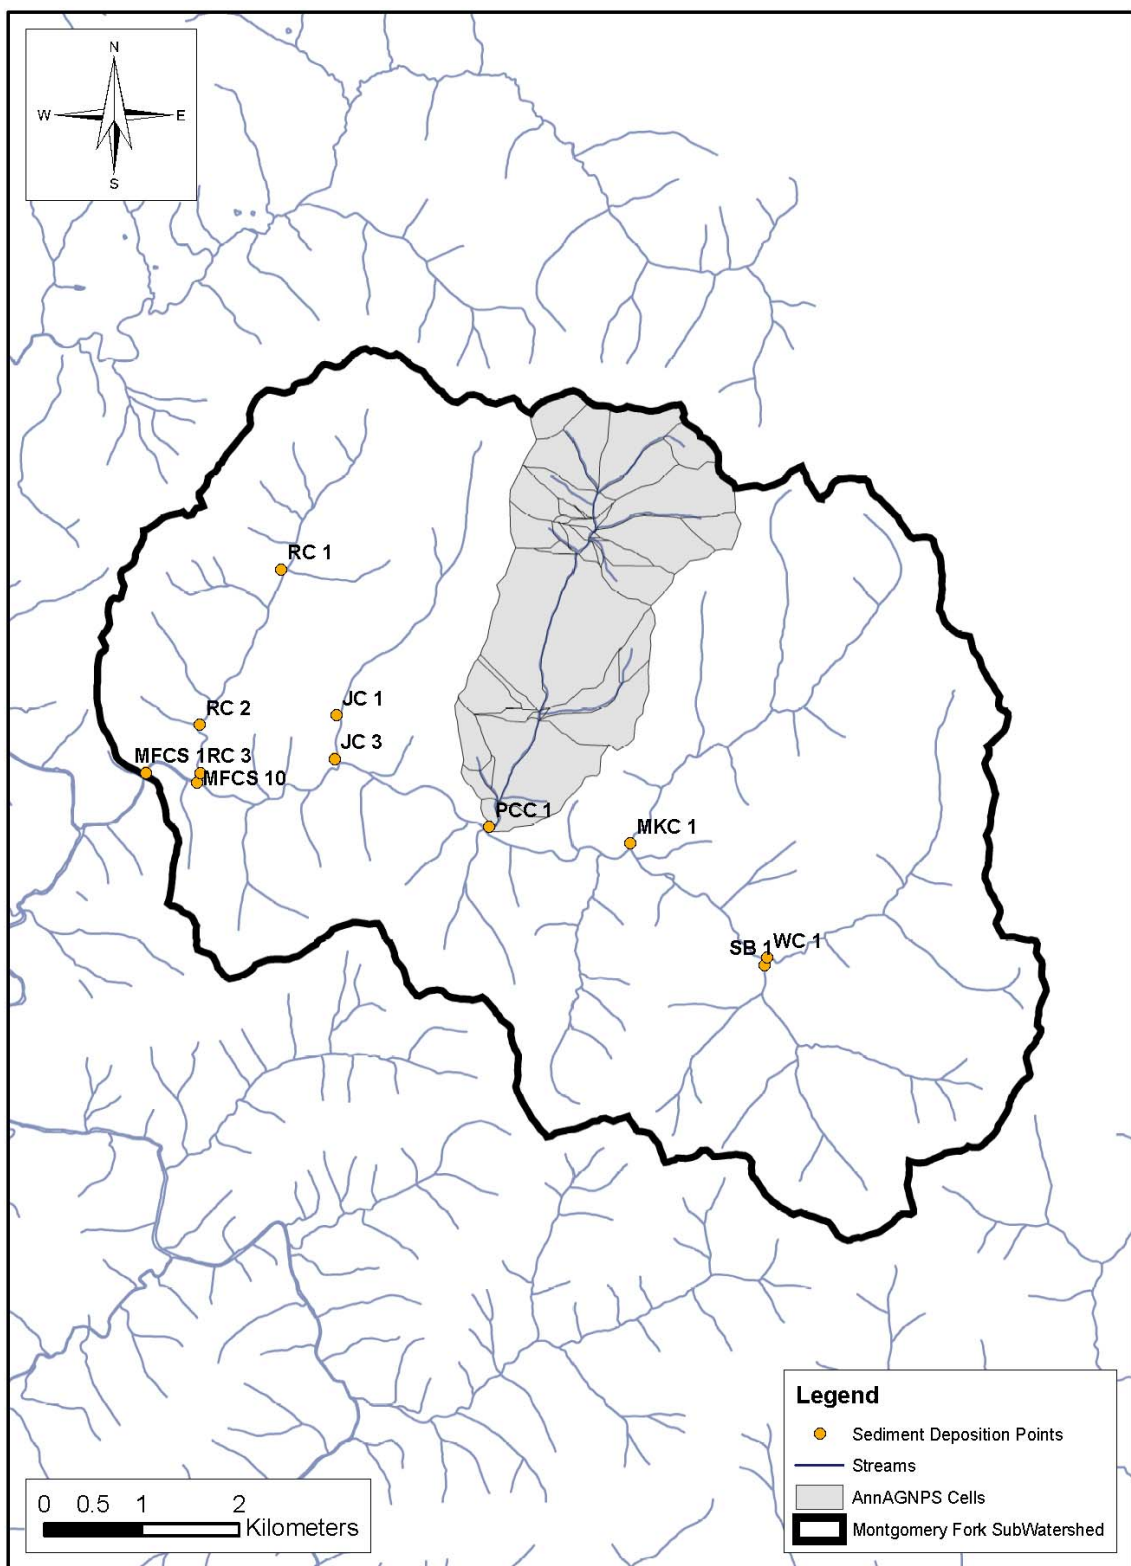 N
W E
S
RC 1
RC 2
JC 1
JC 3
MFCS 1 RC 3
MFCS 10
PCC 1
MKC 1
SB 1 WC 1
Legend
Sediment Deposition Points
Streams
AnnAGNPS Cells
Montgomery Fork SubWatershed
0 0.5 1 2
Kilometers